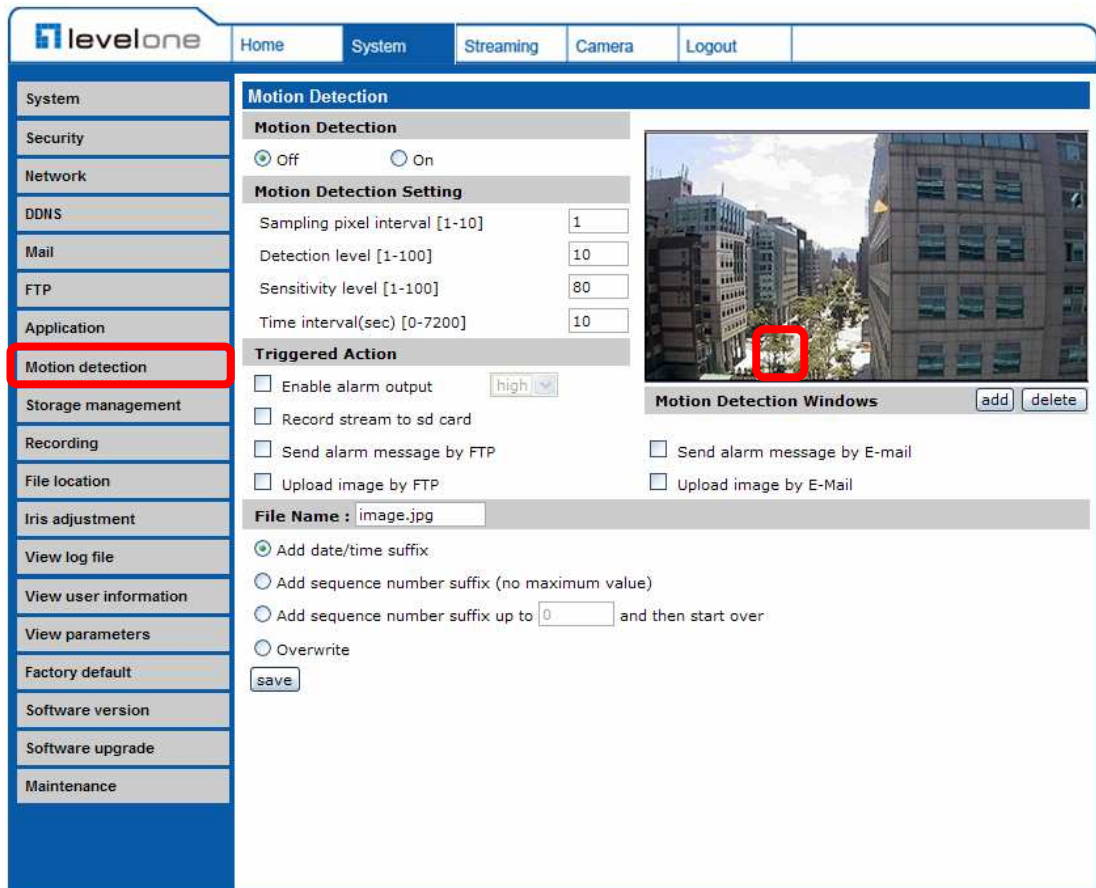 levelone
Home
System
Streaming
Camera
Logout
System
Security
Network
DDNS
Mail
FTP
Application
Motion detection
Storage management
Recording
File location
Iris adjustment
View log file
View user information
View parameters
Factory default
Software version
Software upgrade
Maintenance
Motion Detection
Motion Detection
Off On
Motion Detection Setting
Sampling pixel interval [1-10] 1
Detection level [1-100] 10
Sensitivity level [1-100] 80
Time interval(sec) [0-7200] 10
Triggered Action
Enable alarm output high
Record stream to sd card
Motion Detection Windows add delete
Send alarm message by FTP
Send alarm message by E-mail
Upload image by FTP
Upload image by E-Mail
File Name : image.jpg
Add date/time suffix
Add sequence number suffix (no maximum value)
Add sequence number suffix up to 0 and then start over
Overwrite
save